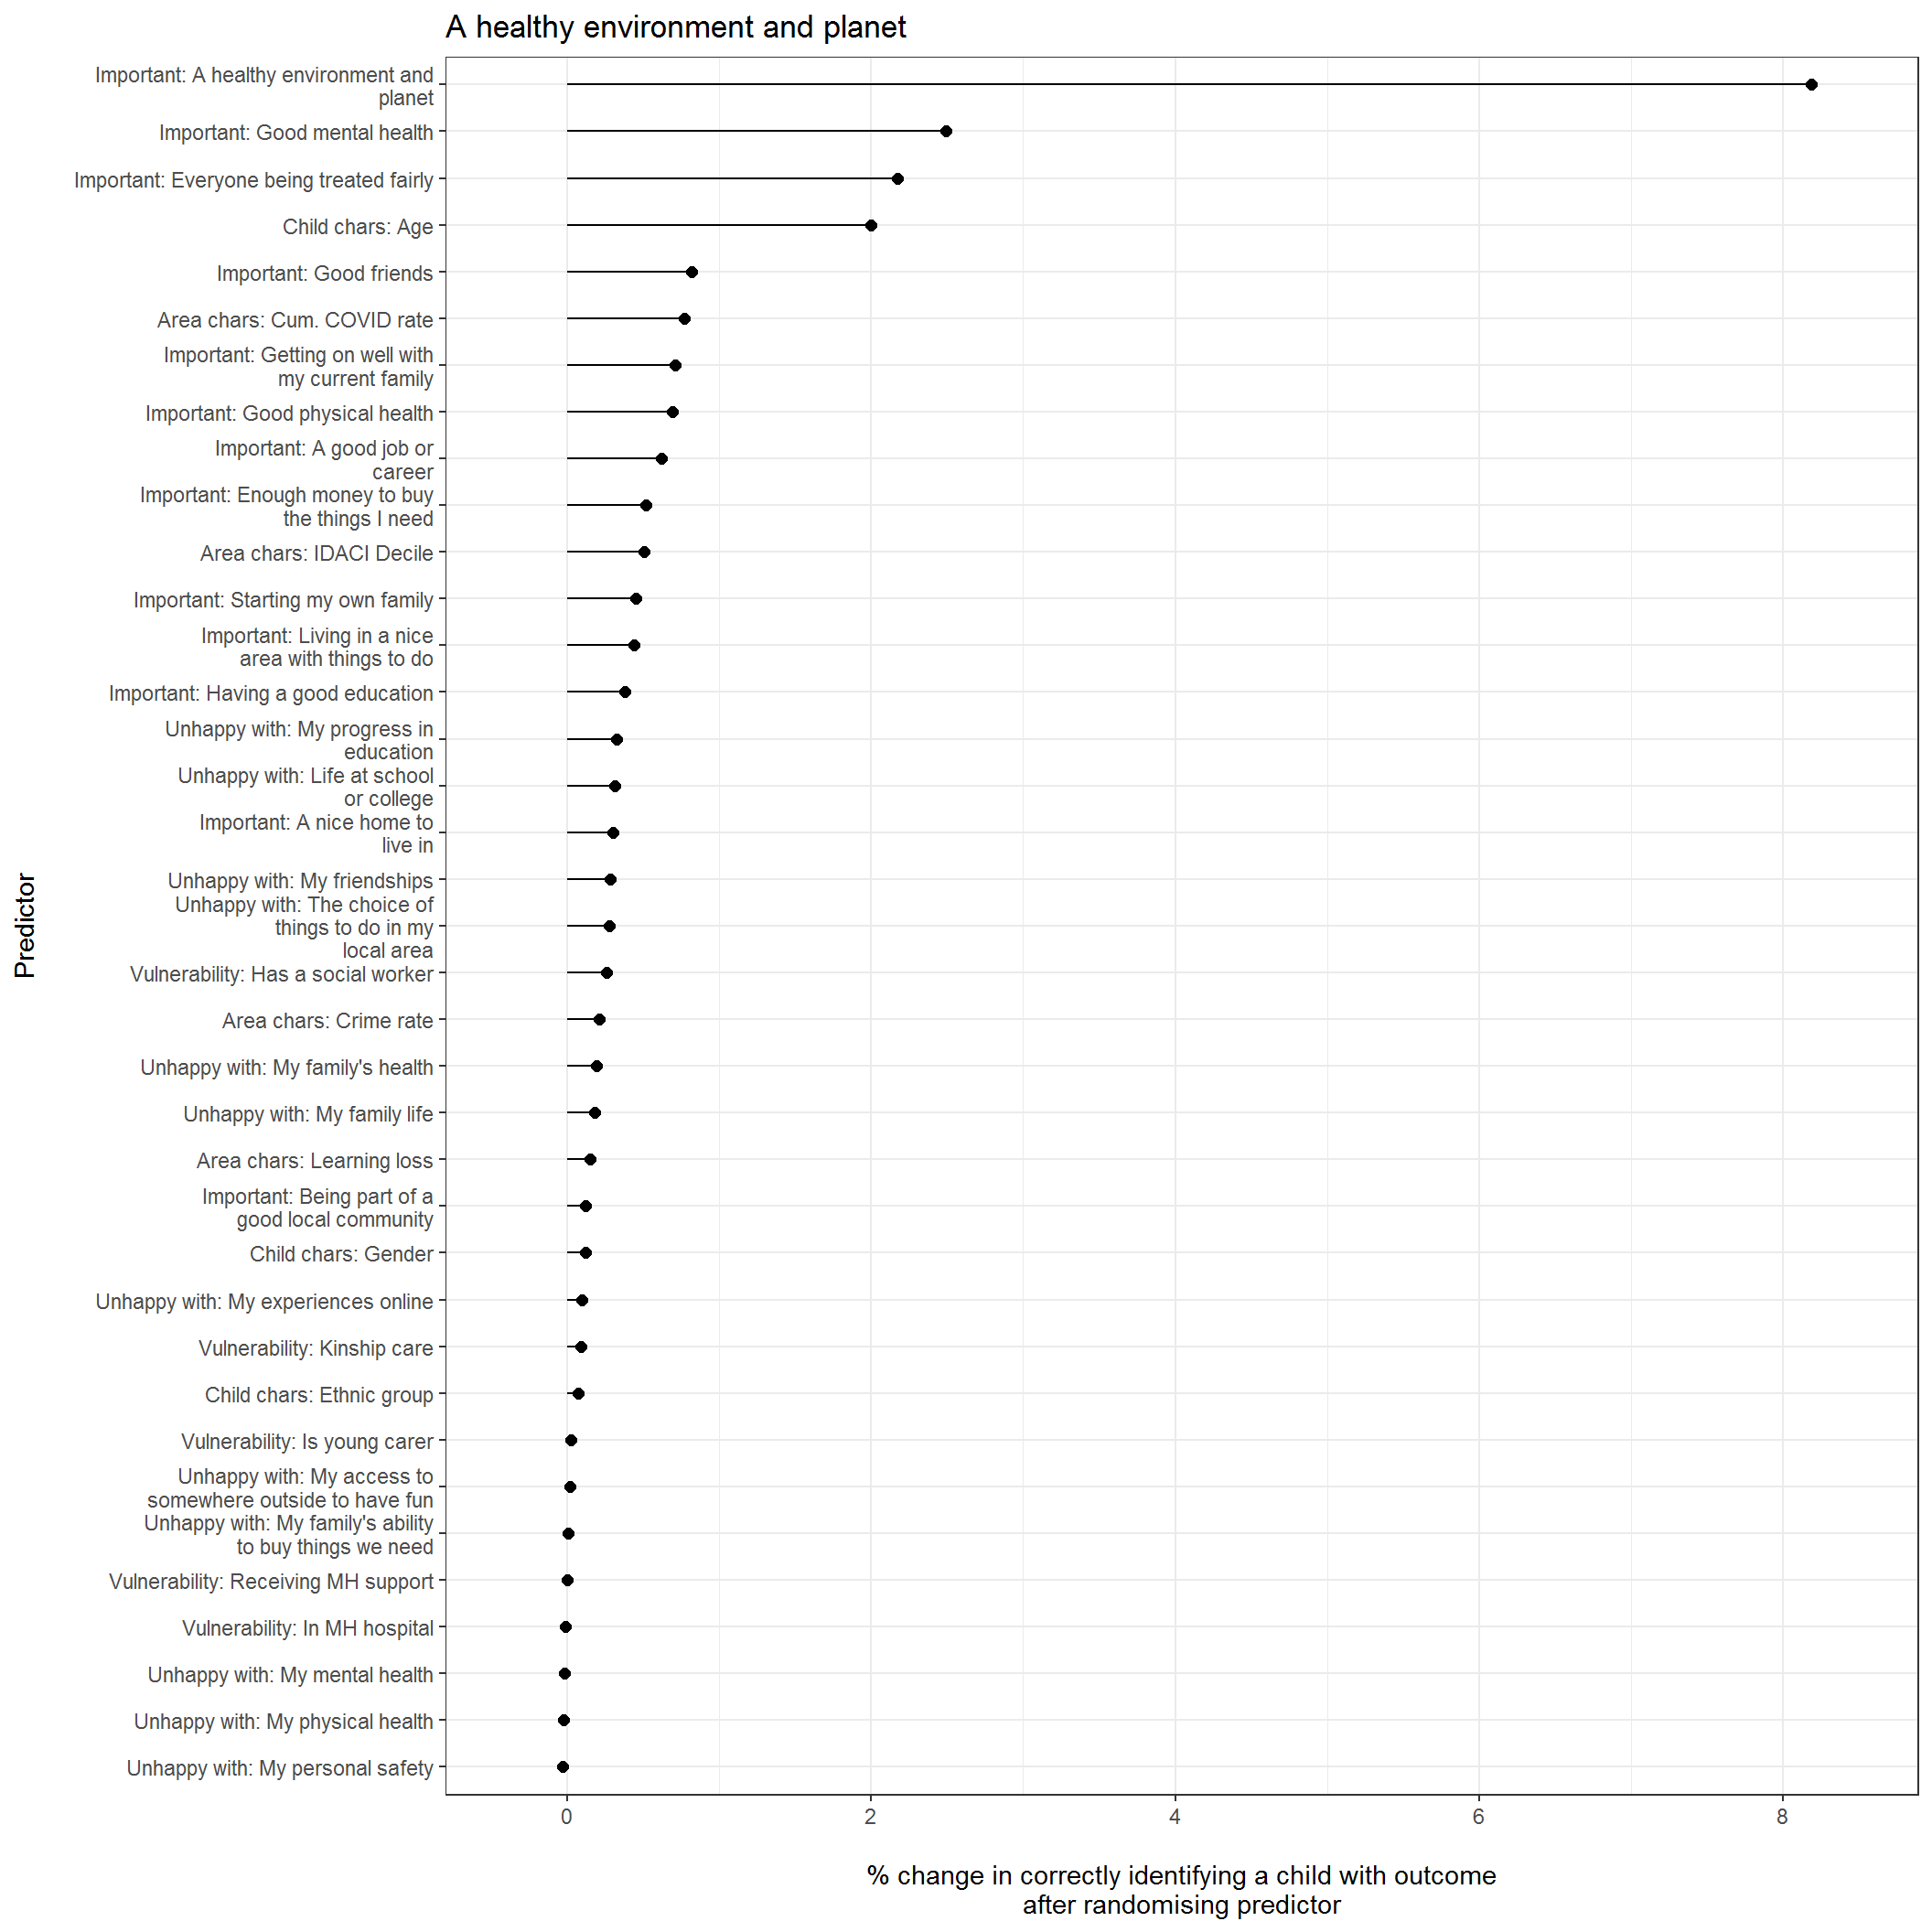 A healthy environment and planet
Important: A healthy environment and
planet
Important: Good mental health
Important: Everyone being treated fairly
Child chars: Age
Important: Good friends
Area chars: Cum. COVID rate
Important: Getting on well with
my current family
Important: Good physical health
Important: A good job or
career
Important: Enough money to buy
the things I need
Area chars: IDACI Decile
Important: Starting my own family
Important: Living in a nice
area with things to do
Important: Having a good education
Unhappy with: My progress in
education
Unhappy with: Life at school
or college
Important: A nice home to
live in
Unhappy with: My friendships
Unhappy with: The choice of
things to do in my
local area
Vulnerability: Has a social worker
Area chars: Crime rate
Unhappy with: My family's health
Unhappy with: My family life
Area chars: Learning loss
Important: Being part of a
good local community
Child chars: Gender
Unhappy with: My experiences online
Vulnerability: Kinship care
Child chars: Ethnic group
Vulnerability: Is young carer
Unhappy with: My access to
somewhere outside to have fun
Unhappy with: My family's ability
to buy things we need
Vulnerability: Receiving MH support
Vulnerability: In MH hospital
Unhappy with: My mental health
Unhappy with: My physical health
Unhappy with: My personal safety
Predictor
0 2 4 6 8
% change in correctly identifying a child with outcome
after randomising predictor